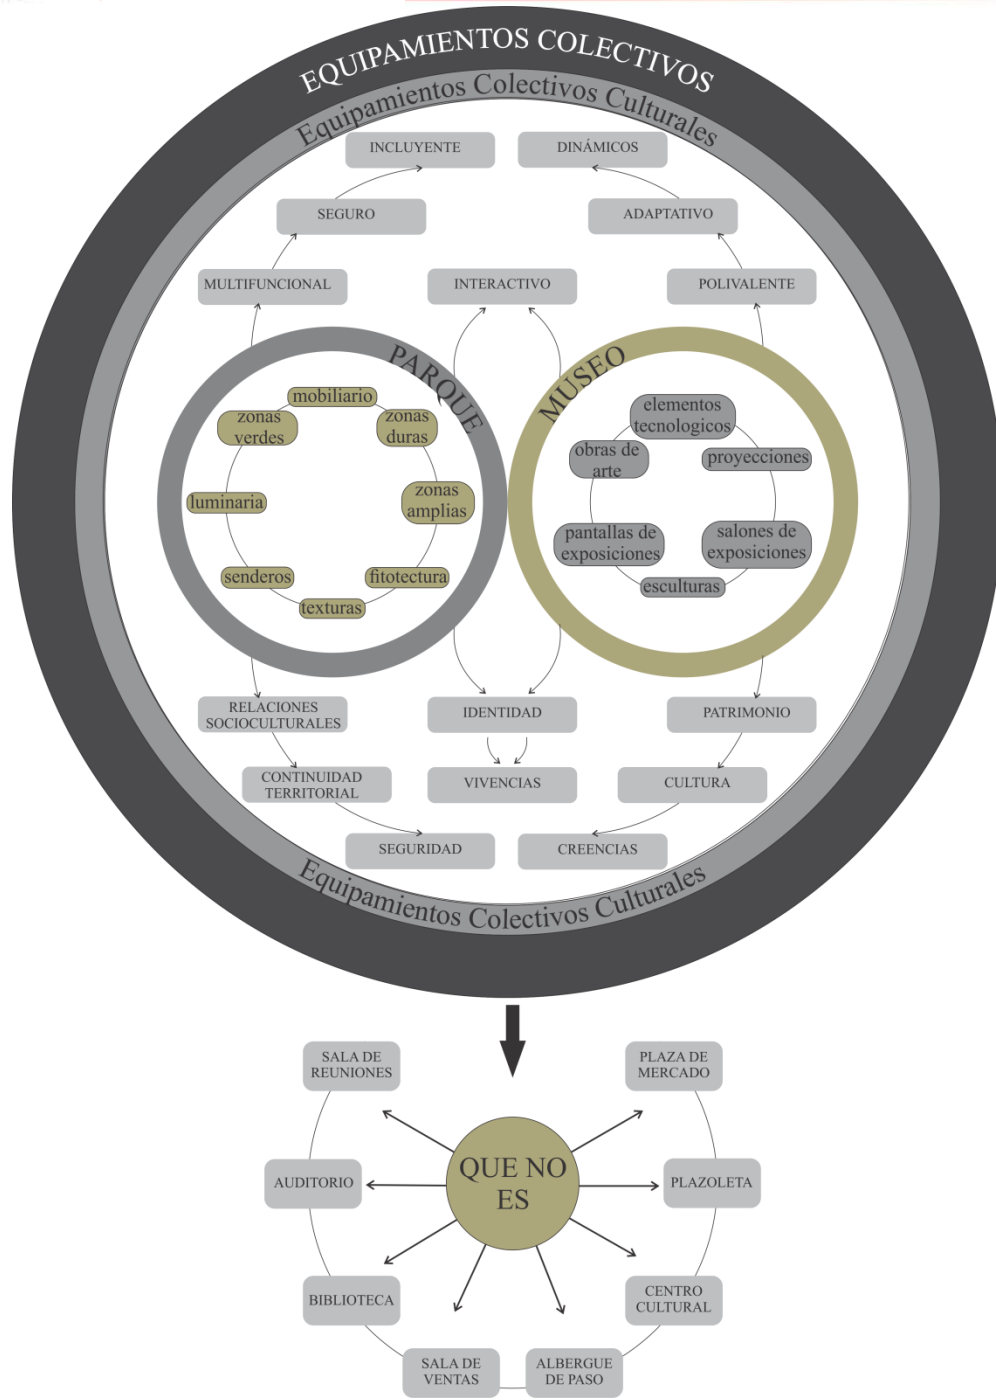 EQUIPAMIENTOS COLECTIVOS
Equipamientos Colectivos Culturales
INCLUYENTE
DINÁMICOS
SEGURO
ADAPTATIVO
MULTIFUNCIONAL
INTERACTIVO
POLIVALENTE
PARQUE
mobiliario
zonas
verdes
zonas
duras
luminaria
zonas
amplias
senderos
fitotectura
texturas
MUSEO
elementos
tecnologicos
obras de
arte
proyecciones
pantallas de
exposiciones
salones de
exposiciones
esculturas
RELACIONES
SOCIOCULTURALES
IDENTIDAD
PATRIMONIO
CONTINUIDAD
TERRITORIAL
VIVENCIAS
CULTURA
SEGURIDAD
CREENCIAS
Equipamientos Colectivos Culturales
QUE NO
ES
SALA DE
REUNIONES
PLAZA DE
MERCADO
AUDITORIO
PLAZOLETA
BIBLIOTECA
CENTRO
CULTURAL
SALA DE
VENTAS
ALBERGUE
DE PASO